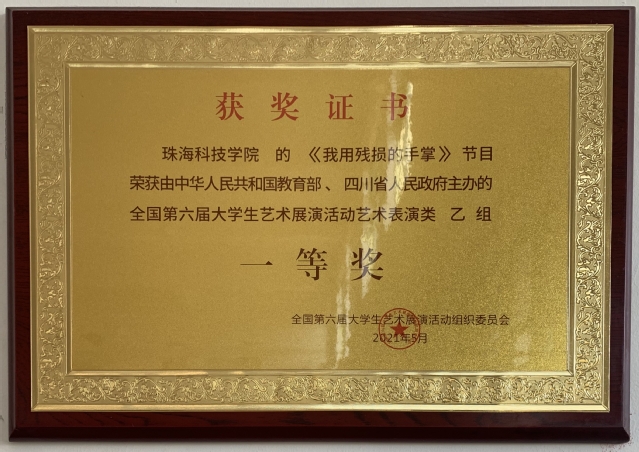 获奖证书
珠海科技学院 的 《我用残损的手掌》 节目
荣获由中华人民共和国教育部、四川省人民政府主办的
全国第六届大学生艺术展演活动艺术表演类 乙 组
一等奖
全国第六届大学生艺术展演活动组织委员会
2021年5月